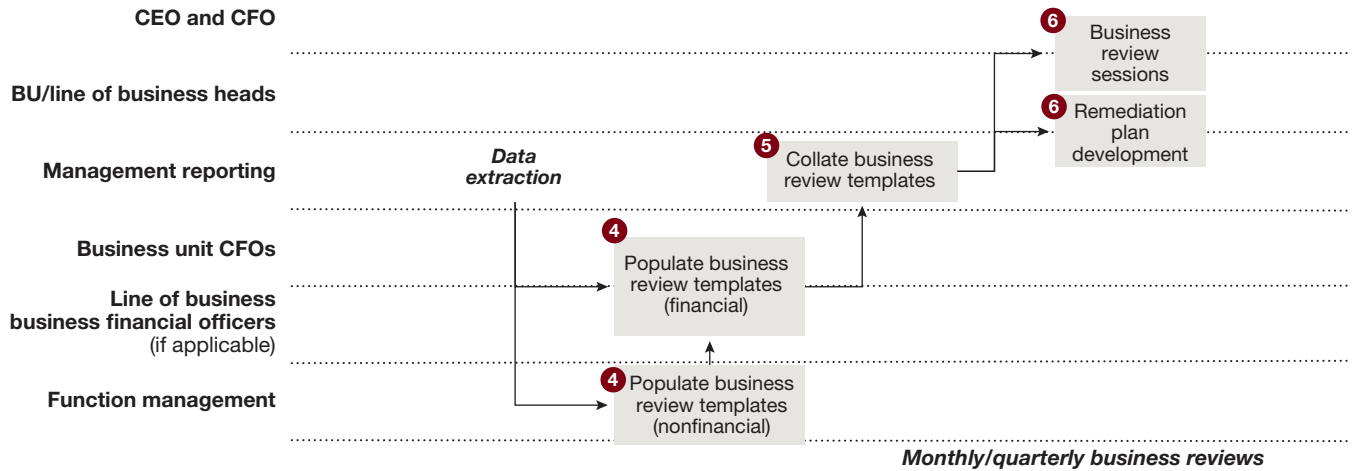 CEO and CFO
6
Business
review
sessions
BU/line of business heads
6
Remediation
plan
development
Management reporting
Data
extraction
5
Collate business
review templates
Business unit CFOs
4
Populate business
review templates
(financial)
Line of business
business financial officers
(if applicable)
Function management
4
Populate business
review templates
(nonfinancial)
Monthly/quarterly business reviews